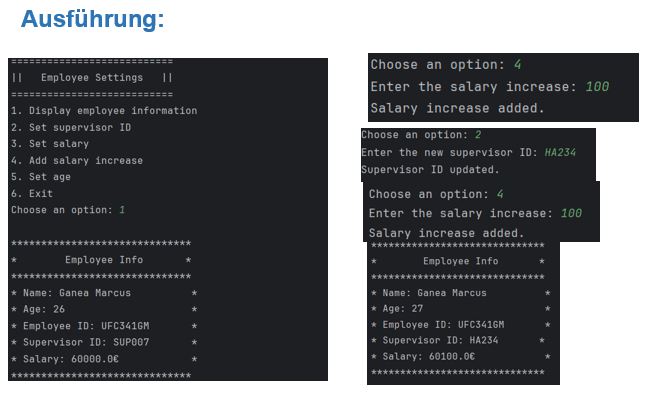 Ausführung:
===========================
||   Employee Settings   ||
===========================
1. Display employee information
2. Set supervisor ID
3. Set salary
4. Add salary increase
5. Set age
6. Exit
Choose an option: 1
******************************
*        Employee Info       *
******************************
* Name: Ganea Marcus          *
* Age: 26                     *
* Employee ID: UFC341GM       *
* Supervisor ID: SUP007       *
* Salary: 60000.0€            *
******************************
Choose an option: 4
Enter the salary increase: 100
Salary increase added.
Choose an option: 2
Enter the new supervisor ID: HA234
Supervisor ID updated.
Choose an option: 4
Enter the salary increase: 100
Salary increase added.
******************************
*        Employee Info       *
******************************
* Name: Ganea Marcus          *
* Age: 27                     *
* Employee ID: UFC341GM       *
* Supervisor ID: HA234       *
* Salary: 60100.0€            *
******************************